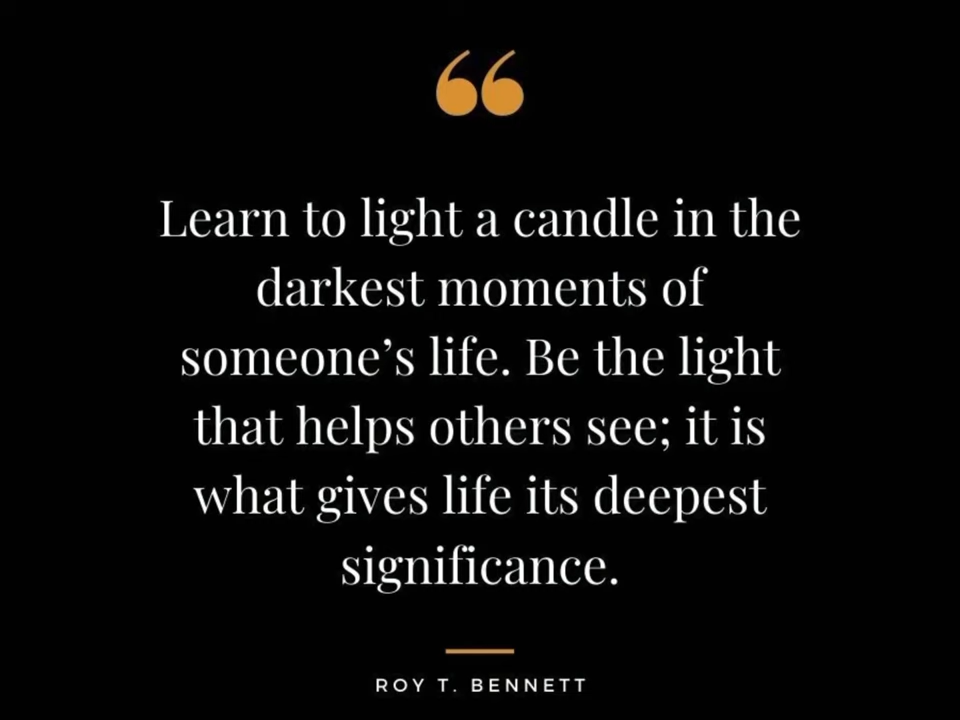 “
Learn to light a candle in the
darkest moments of
someone’s life. Be the light
that helps others see; it is
what gives life its deepest
significance.
ROY T. BENNETT